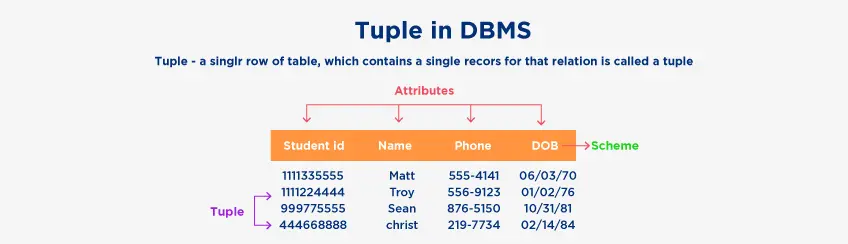 Tuple in DBMS
Tuple - a singlr row of table, which contains a single recors for that relation is called a tuple
Attributes
Student id Name Phone DOB Scheme
1111335555 Matt 555-4141 06/03/70
1111224444 Troy 556-9123 01/02/76
Tuple
999775555 Sean 876-5150 10/31/81
444668888 christ 219-7734 02/14/84